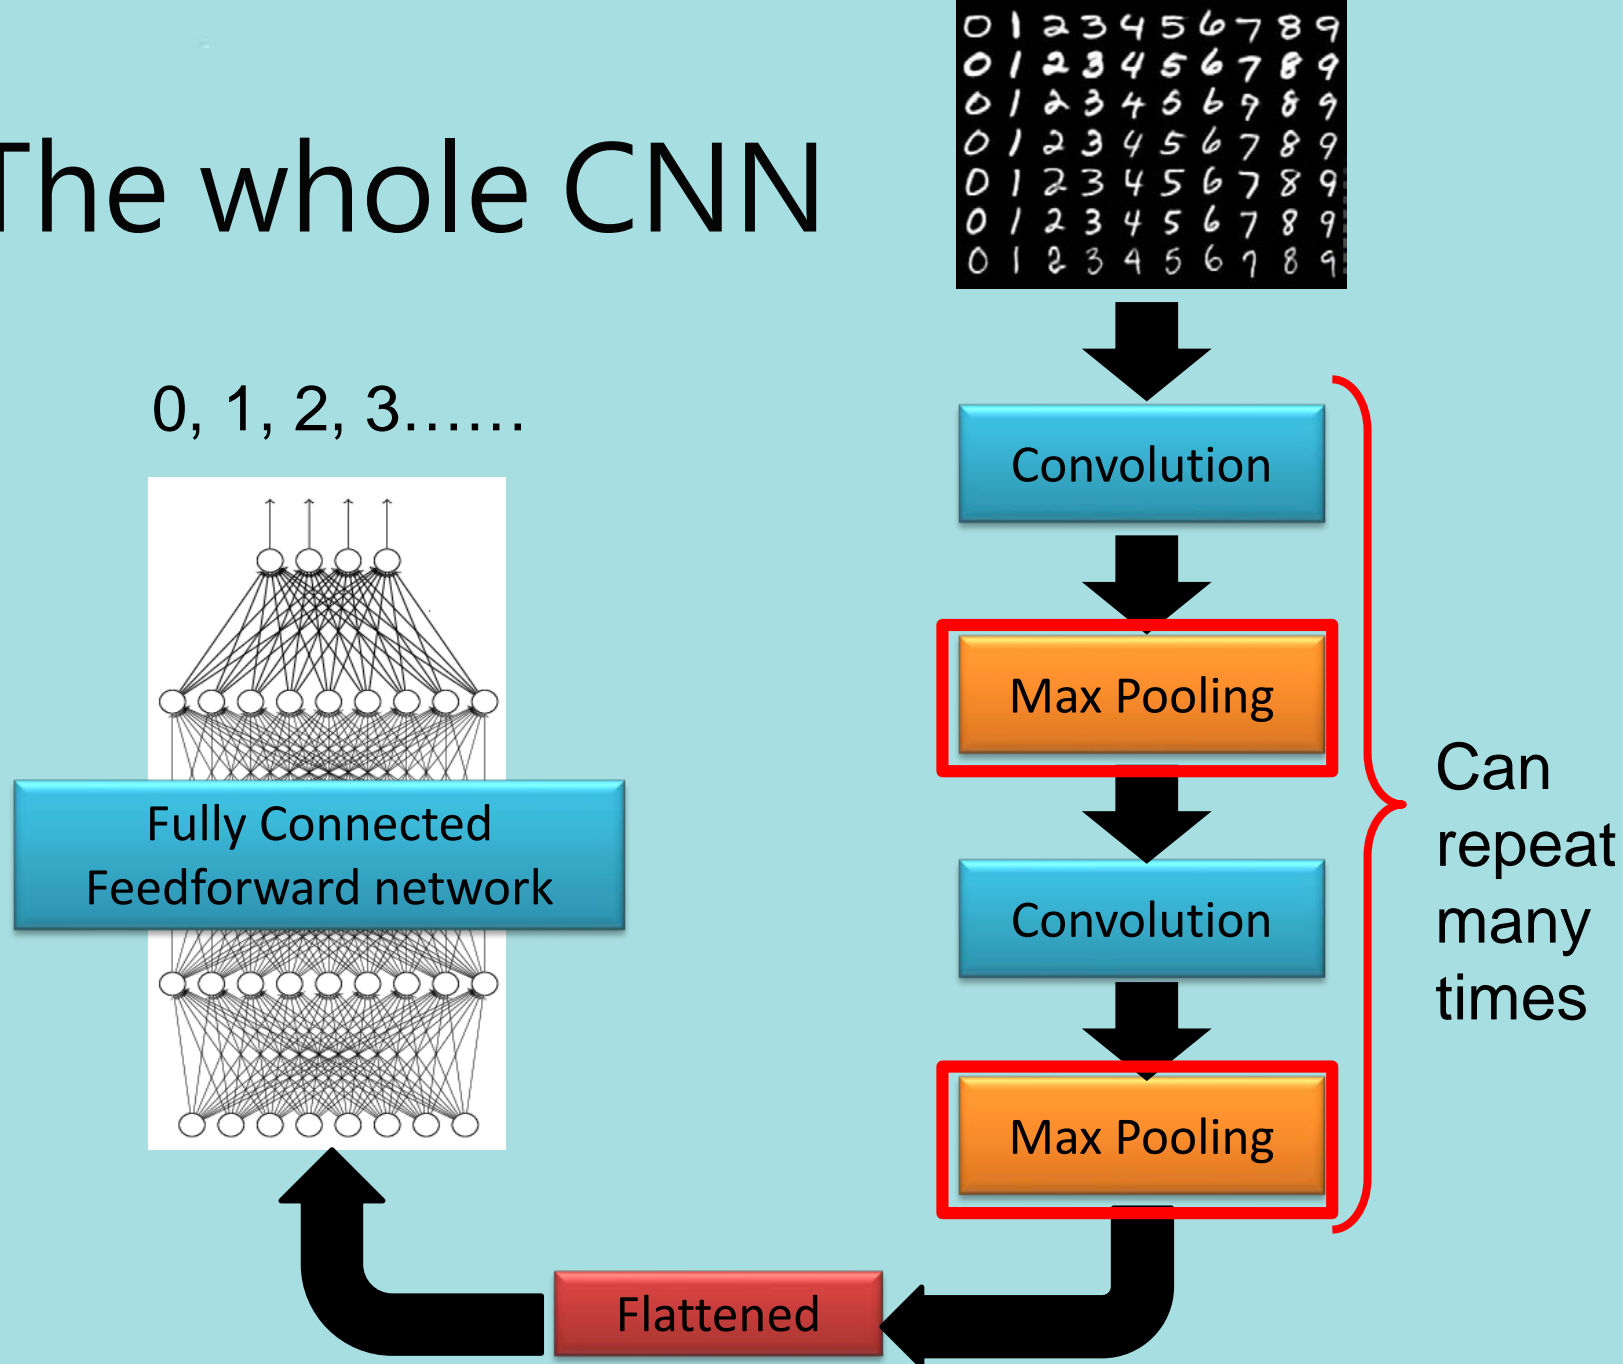 The whole CNN
0 1 2 3 4 5 6 7 8 9
0 1 2 3 4 5 6 7 8 9
0 1 2 3 4 5 6 7 8 9
0 1 2 3 4 5 6 7 8 9
0 1 2 3 4 5 6 7 8 9
0 1 2 3 4 5 6 7 8 9
0 1 2 3 4 5 6 7 8 9
0, 1, 2, 3……
Convolution
Max Pooling
Convolution
Max Pooling
Can
repeat
many
times
Fully Connected
Feedforward network
Flattened